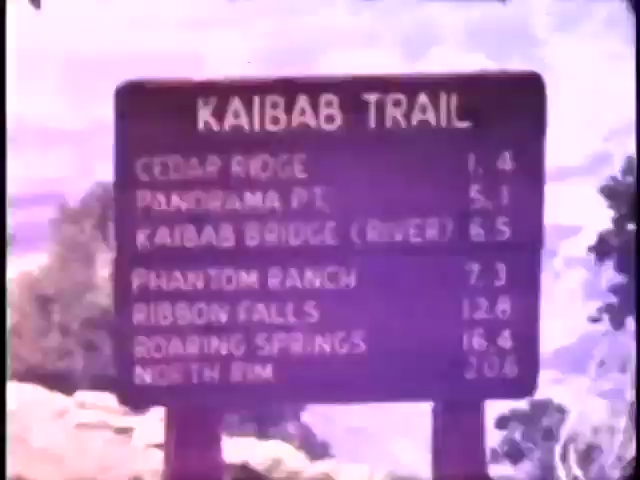 KAIBAB TRAIL
CEDAR RIDGE 1.4
PANORAMA PT. 5.1
KAIBAB BRIDGE (RIVER) 6.5
PHANTOM RANCH 7.3
RIBBON FALLS 12.8
ROARING SPRINGS 16.4
NORTH RIM 20.6